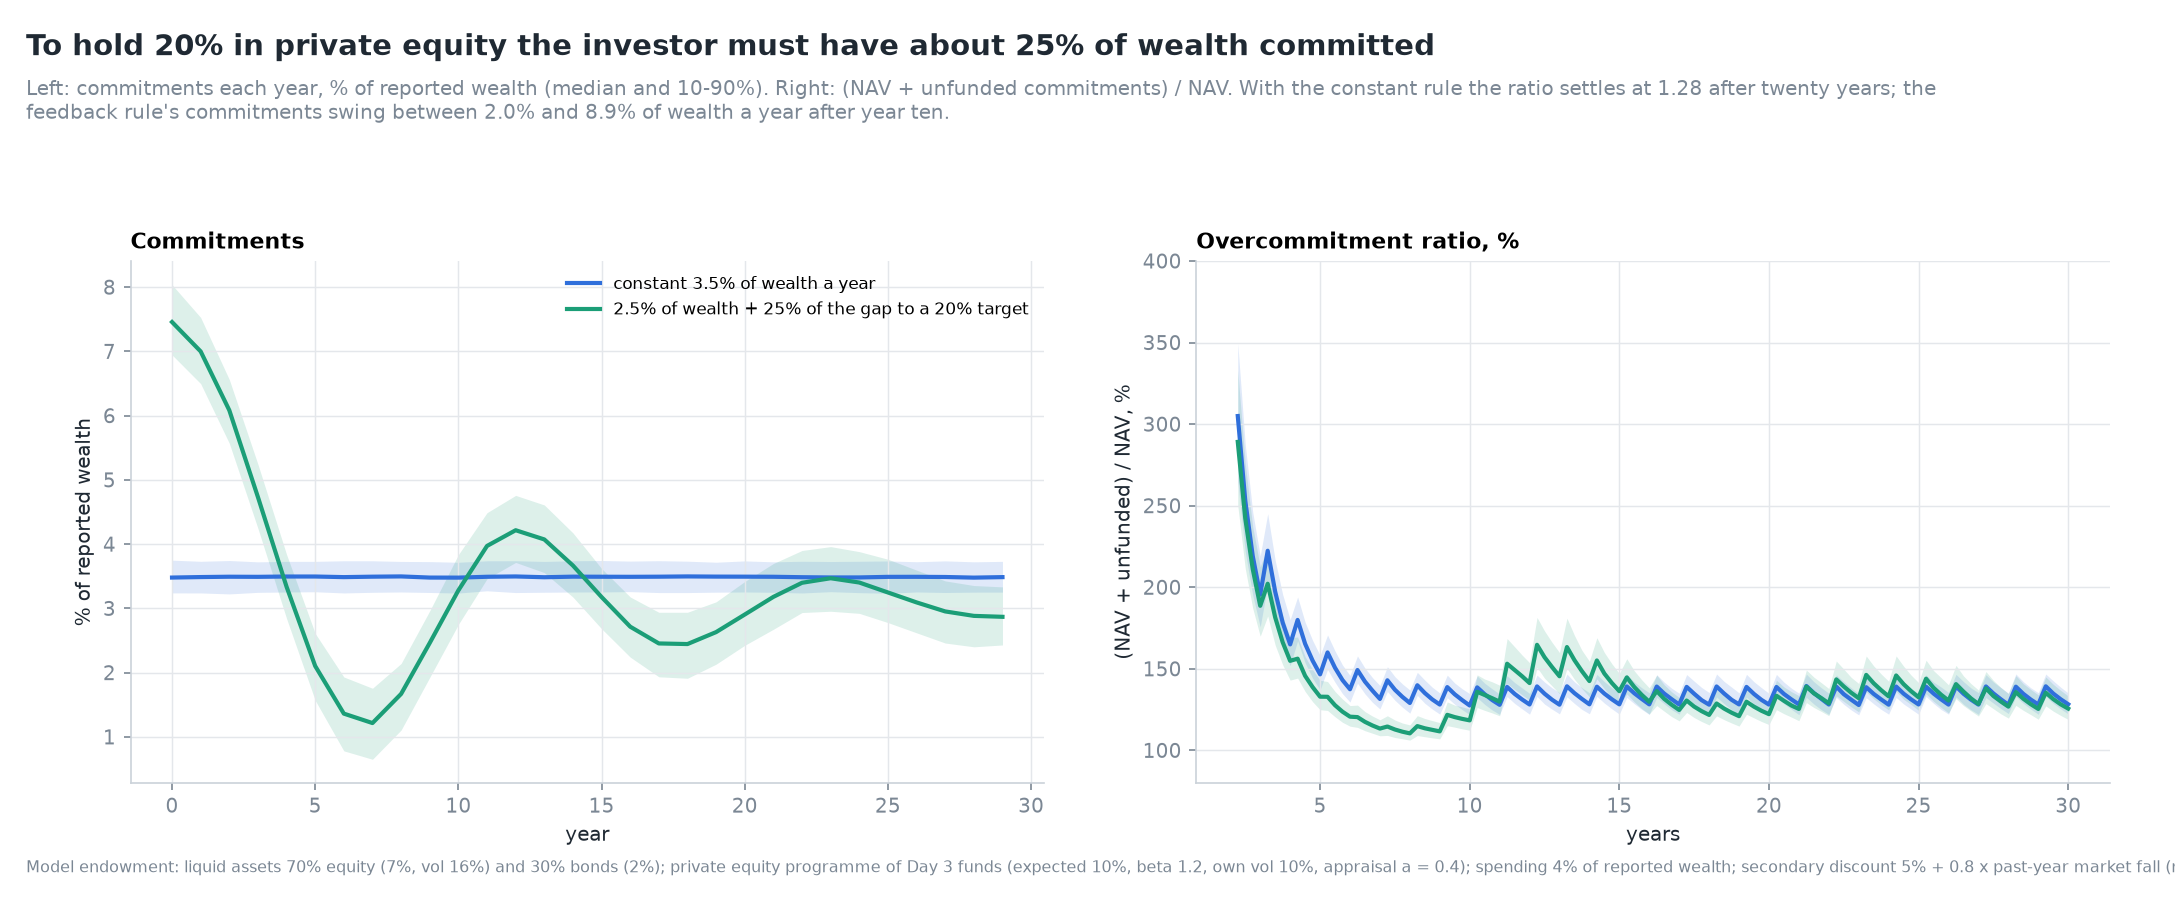 To hold 20% in private equity the investor must have about 25% of wealth committed
Left: commitments each year, % of reported wealth (median and 10-90%). Right: (NAV + unfunded commitments) / NAV. With the constant rule the ratio settles at 1.28 after twenty years; the
feedback rule's commitments swing between 2.0% and 8.9% of wealth a year after year ten.
Commitments
8
7
6
5
4
3
2
1
% of reported wealth
constant 3.5% of wealth a year
2.5% of wealth + 25% of the gap to a 20% target
0 5 10 15 20 25 30
year
Overcommitment ratio, %
400
350
300
250
200
150
100
(NAV + unfunded) / NAV, %
5 10 15 20 25 30
years
Model endowment: liquid assets 70% equity (7%, vol 16%) and 30% bonds (2%); private equity programme of Day 3 funds (expected 10%, beta 1.2, own vol 10%, appraisal a = 0.4); spending 4% of reported wealth; secondary discount 5% + 0.8 x past-year market fall